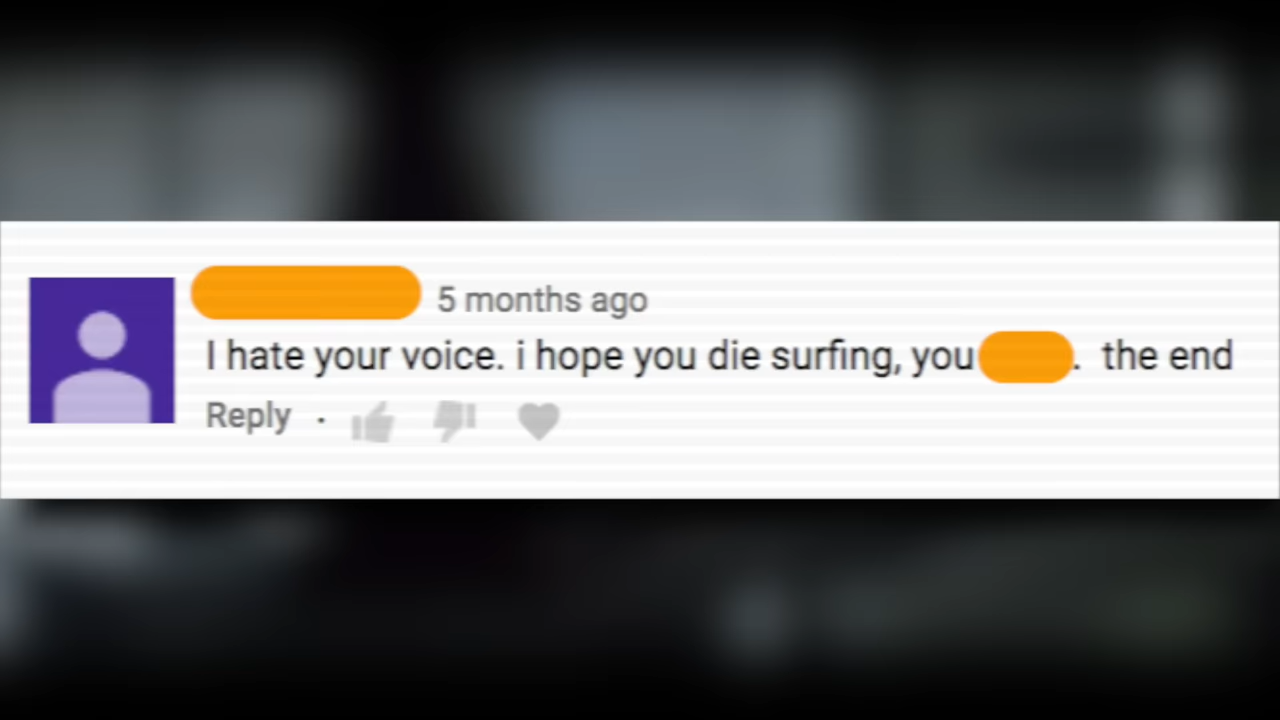 5 months ago
I hate your voice. i hope you die surfing, you . the end
Reply ·